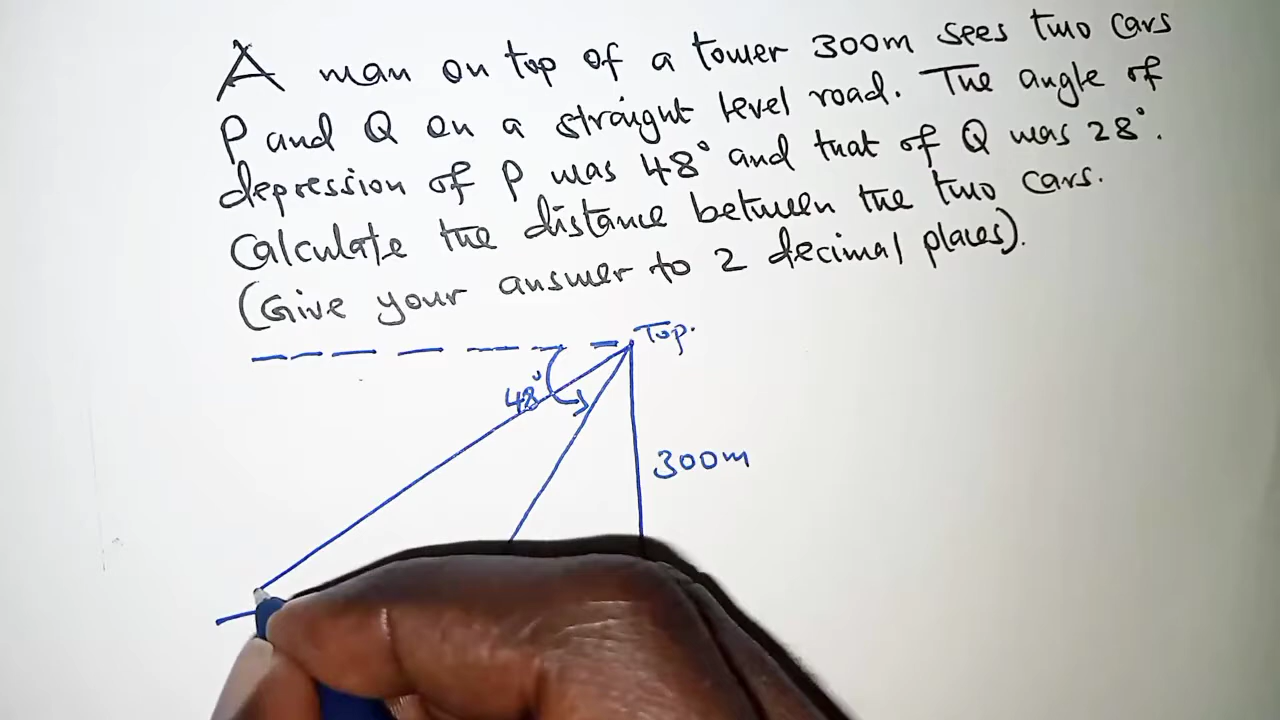 A man on top of a tower 300m sees two cars
P and Q on a straight level road. The angle of
depression of P was 48° and that of Q was 28°.
Calculate the distance between the two cars.
(Give your answer to 2 decimal places).
Top.
48°
300m